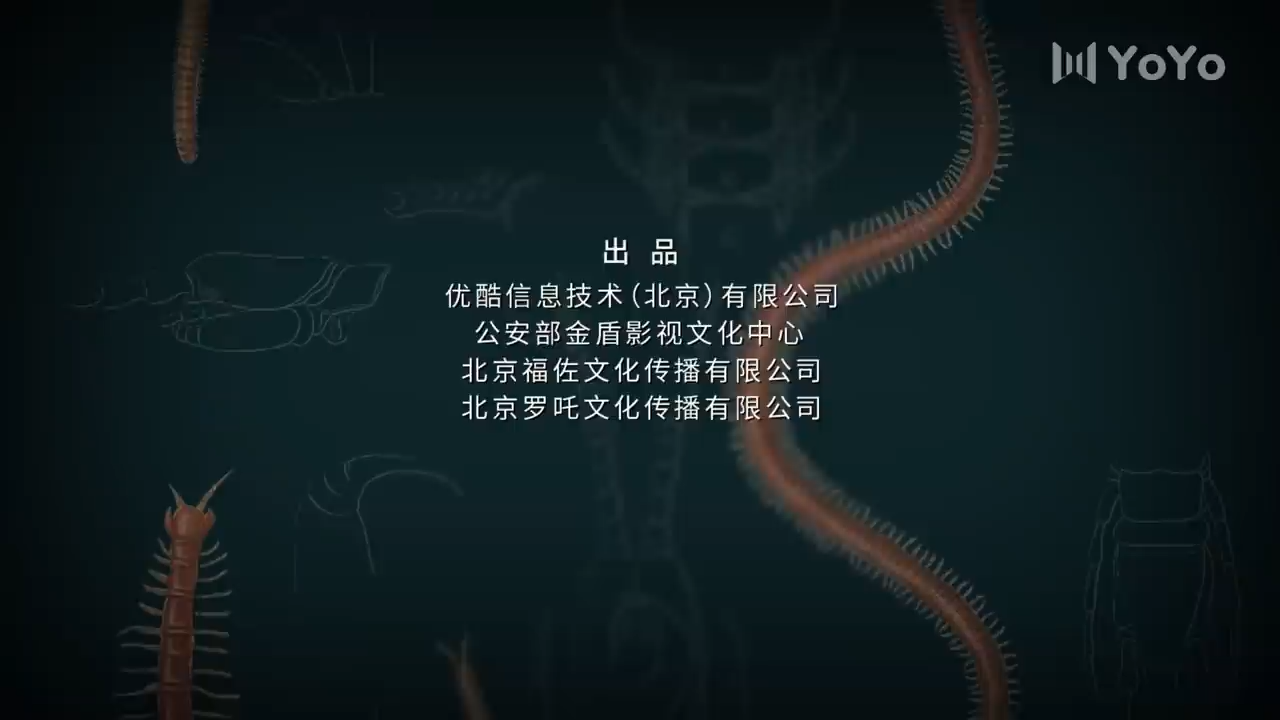 YoYo
出 品
优酷信息技术(北京)有限公司
公安部金盾影视文化中心
北京福佐文化传播有限公司
北京罗吒文化传播有限公司